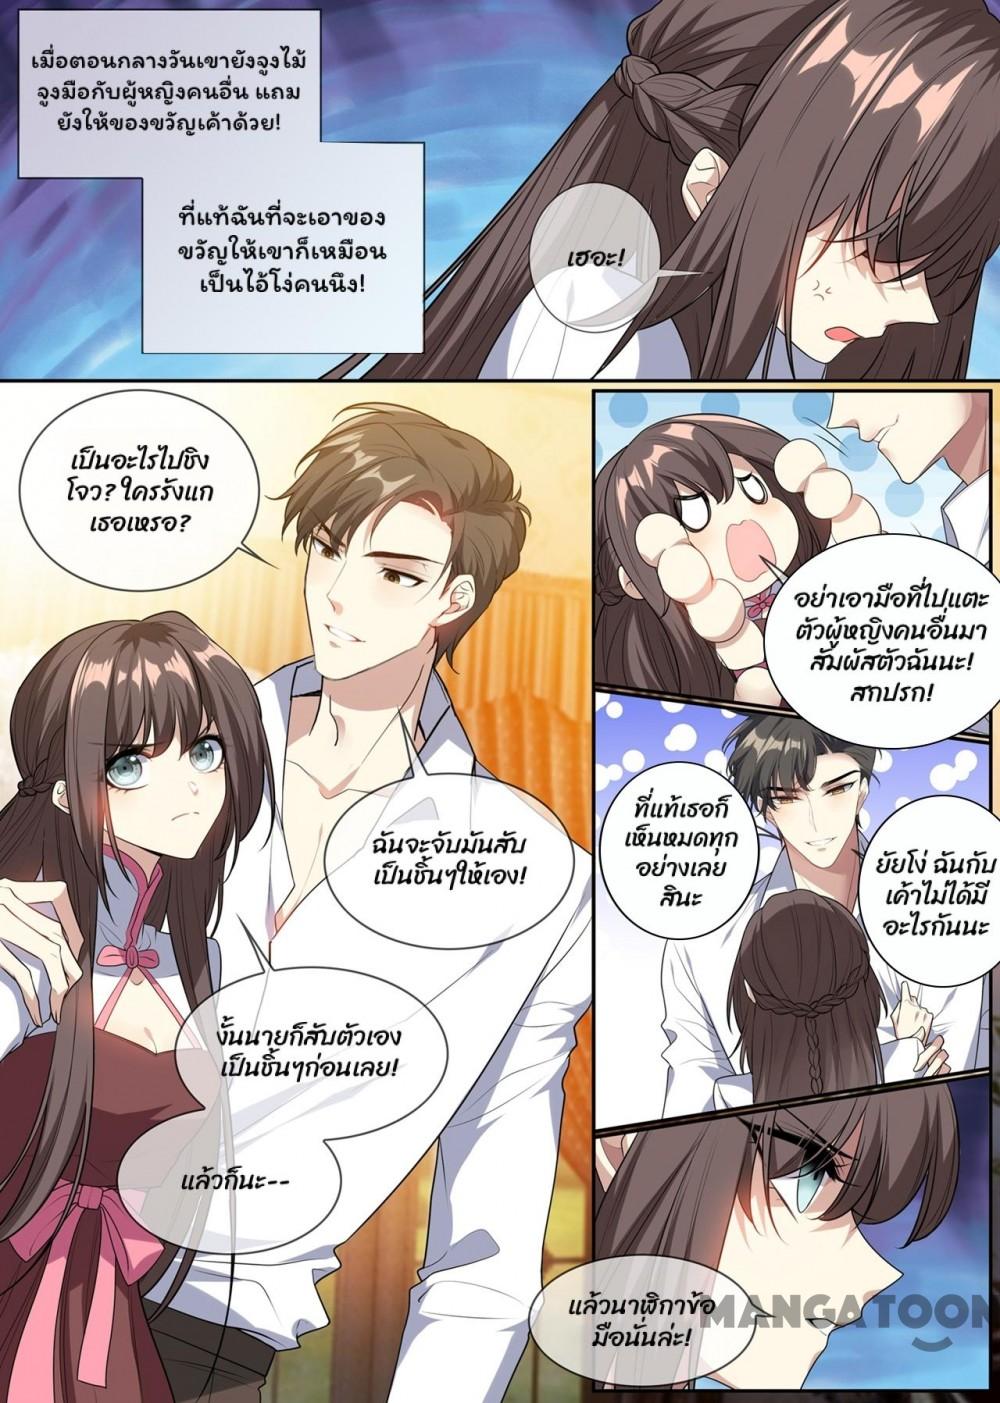 เมื่อตอนกลางวันเขายังจูงไม้
จูงมือกับผู้หญิงคนอื่น แถม
ยังให้ของขวัญเค้าด้วย!
ที่แท้ฉันที่จะเอาของ
ขวัญให้เขาก็เหมือน
เป็นไอ้โง่คนนึง!
เฮอะ!
เป็นอะไรไปชิง
โจว? ใครรังแก
เธอเหรอ?
ฉันจะจับมันสับ
เป็นชิ้นๆให้เอง!
งั้นนายก็สับตัวเอง
เป็นชิ้นๆก่อนเลย!
แล้วก็นะ--
อย่าเอามือที่ไปแตะ
ตัวผู้หญิงคนอื่นมา
สัมผัสตัวฉันนะ!
สกปรก!
ที่แท้เธอก็
เห็นหมดทุก
อย่างเลย
สินะ
ยัยโง่ ฉันกับ
เค้าไม่ได้มี
อะไรกันนะ
แล้วนาฬิกาข้อ
มือนั่นล่ะ!
MANGATOON